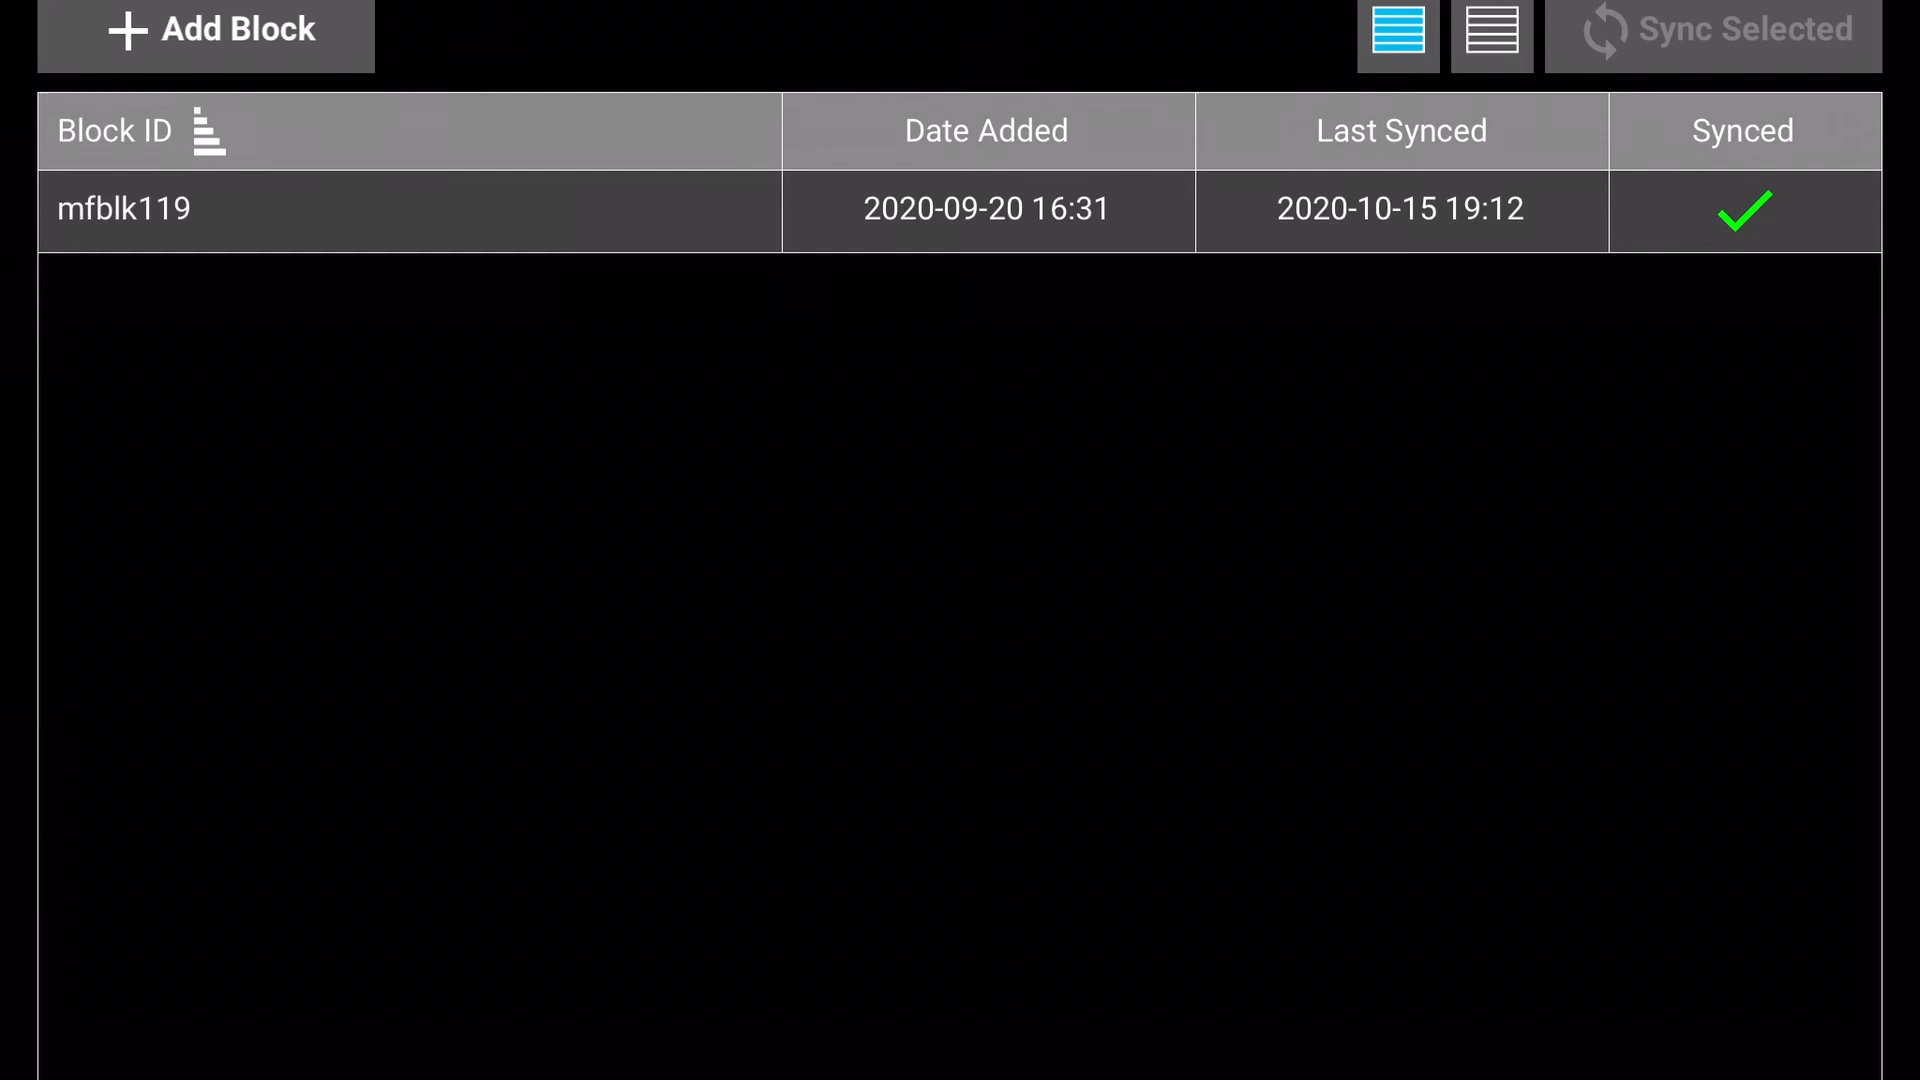 Add Block
Sync Selected
Block ID Date Added Last Synced Synced
mfblk119 2020-09-20 16:31 2020-10-15 19:12